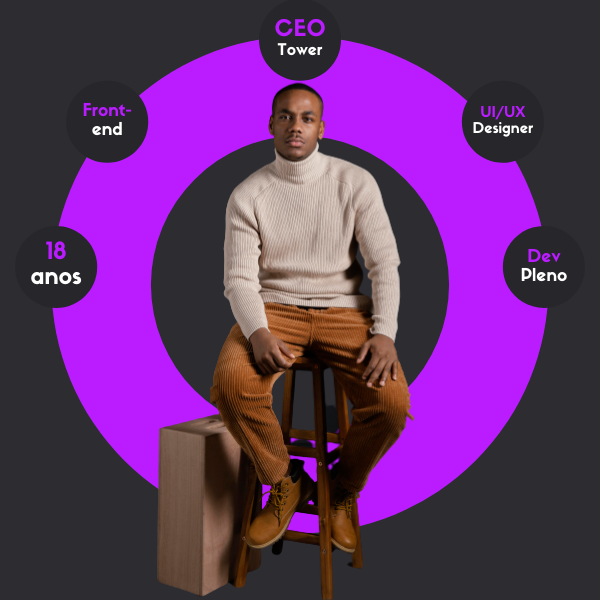 CEO
Tower
Front-
end
UI/UX
Designer
18
anos
Dev
Pleno